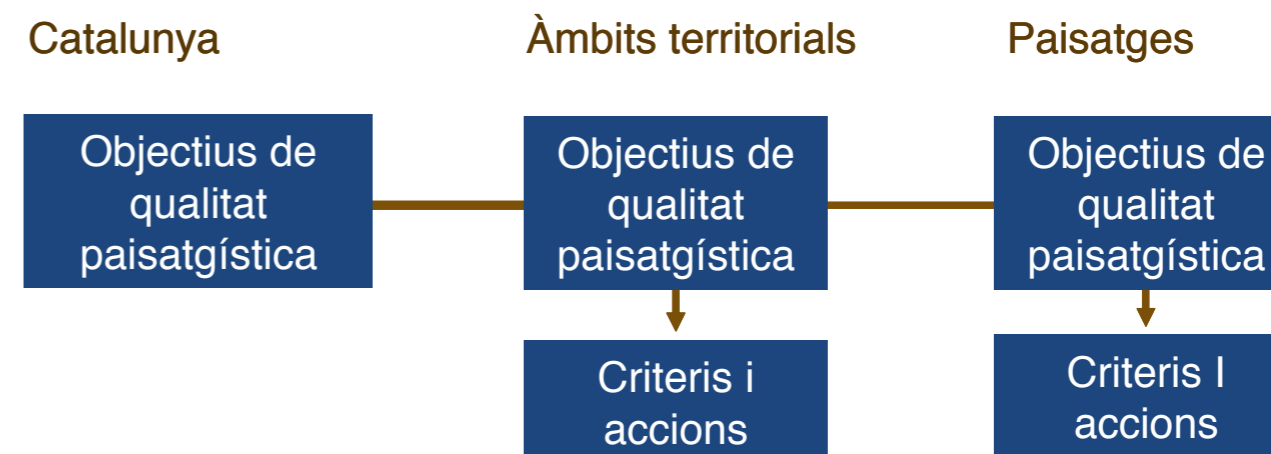 Catalunya
Àmbits territorials
Paisatges
Objectius de
qualitat
paisatgística
Objectius de
qualitat
paisatgística
Objectius de
qualitat
paisatgística
Criteris i
accions
Criteris I
accions